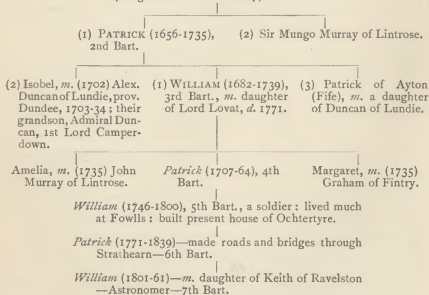 (1) PATRICK (1656-1735), (2) Sir Mungo Murray of Lintrose.
2nd Bart.
(2) Isobel, m. (1702) Alex. (1) WILLIAM (1682-1739), (3) Patrick of Ayton
Duncan of Lundie, prov. 3rd Bart., m. daughter (Fife), m. a daughter
Dundee, 1703-34; their of Lord Lovat, d. 1771. of Duncan of Lundie.
grandson, Admiral Dun-
can, 1st Lord Camper-
down.
Amelia, m. (1735) John Patrick (1707-64), 4th Margaret, m. (1735)
Murray of Lintrose. Bart. Graham of Fintry.
William (1746-1800), 5th Bart., a soldier: lived much
at Fowlls: built present house of Ochtertyre.
Patrick (1771-1839)—made roads and bridges through
Strathearn—6th Bart.
William (1801-61)—m. daughter of Keith of Ravelston
—Astronomer—7th Bart.